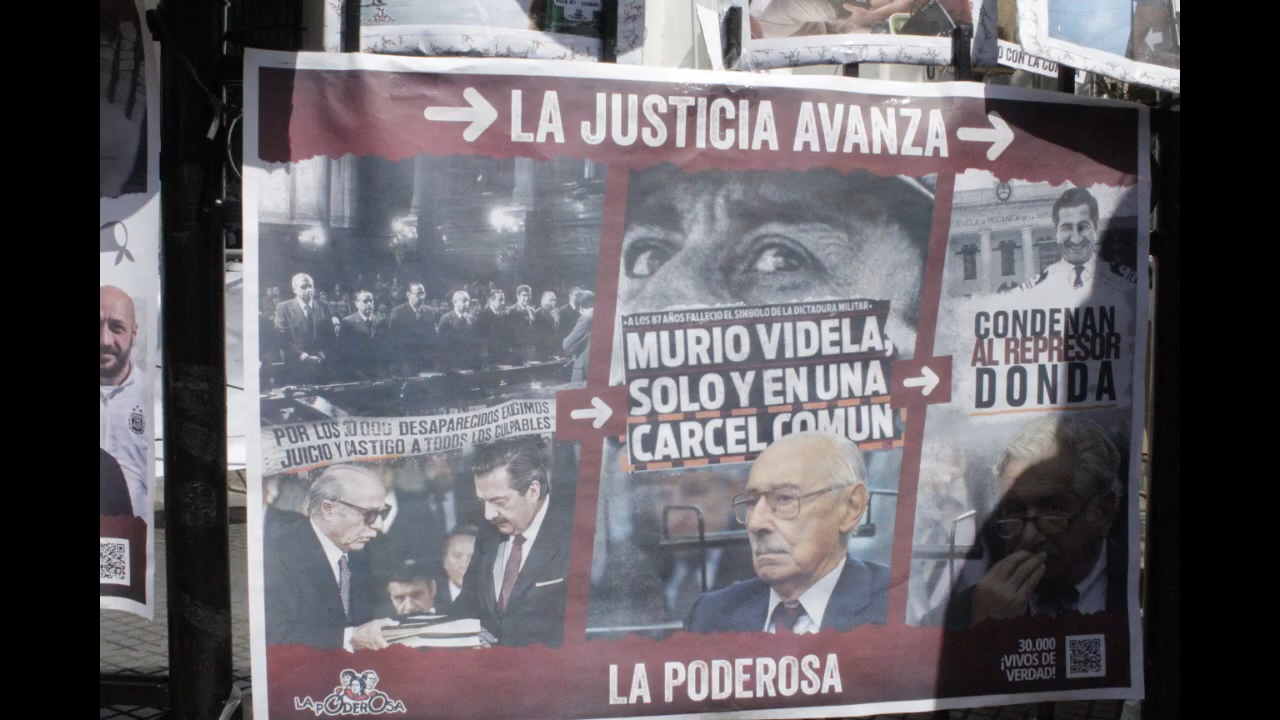 LA JUSTICIA AVANZA
«A LOS 87 AÑOS FALLECIO EL SIMBOLO DE LA DICTADURA MILITAR»
MURIO VIDELA,
SOLO Y EN UNA
CARCEL COMUN
CONDENAN
AL REPRESOR
DONDA
POR LOS 30 000 DESAPARECIDOS EXIGIMOS
JUICIO Y CASTIGO A TODOS LOS CULPABLES
LA PODEROSA
LA PODEROSA
30.000
¡VIVOS DE
VERDAD!